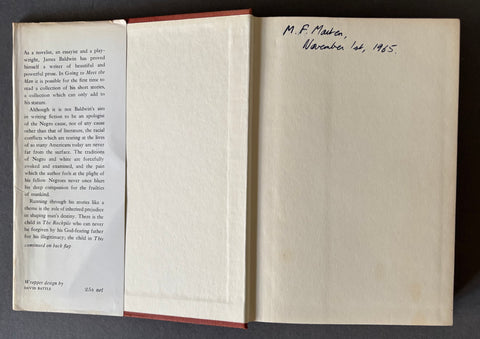 As a novelist, an essayist and a play-
wright, James Baldwin has proved
himself a writer of beautiful and
powerful prose. In Going to Meet the
Man it is possible for the first time to
read a collection of his short stories,
a collection which can only add to
his stature.
Although it is not Baldwin's aim
in writing fiction to be an apologist
of the Negro cause, nor of any cause
other than that of literature, the racial
conflicts which are tearing at the lives
of so many Americans today are never
far from the surface. The traditions
of Negro and white are forcefully
evoked and examined, and the pain
which the author feels at the plight of
his fellow Negroes never once blurs
his deep compassion for the frailties
of mankind.
Running through his stories like a
theme is the role of inherited prejudice
in shaping man's destiny. There is the
child in The Rockpile who can never
be forgiven by his God-fearing father
for his illegitimacy; the child in The
continued on back flap
Wrapper design by
DAVID BATTLE
25s net
M. F.
November 1st, 1965.